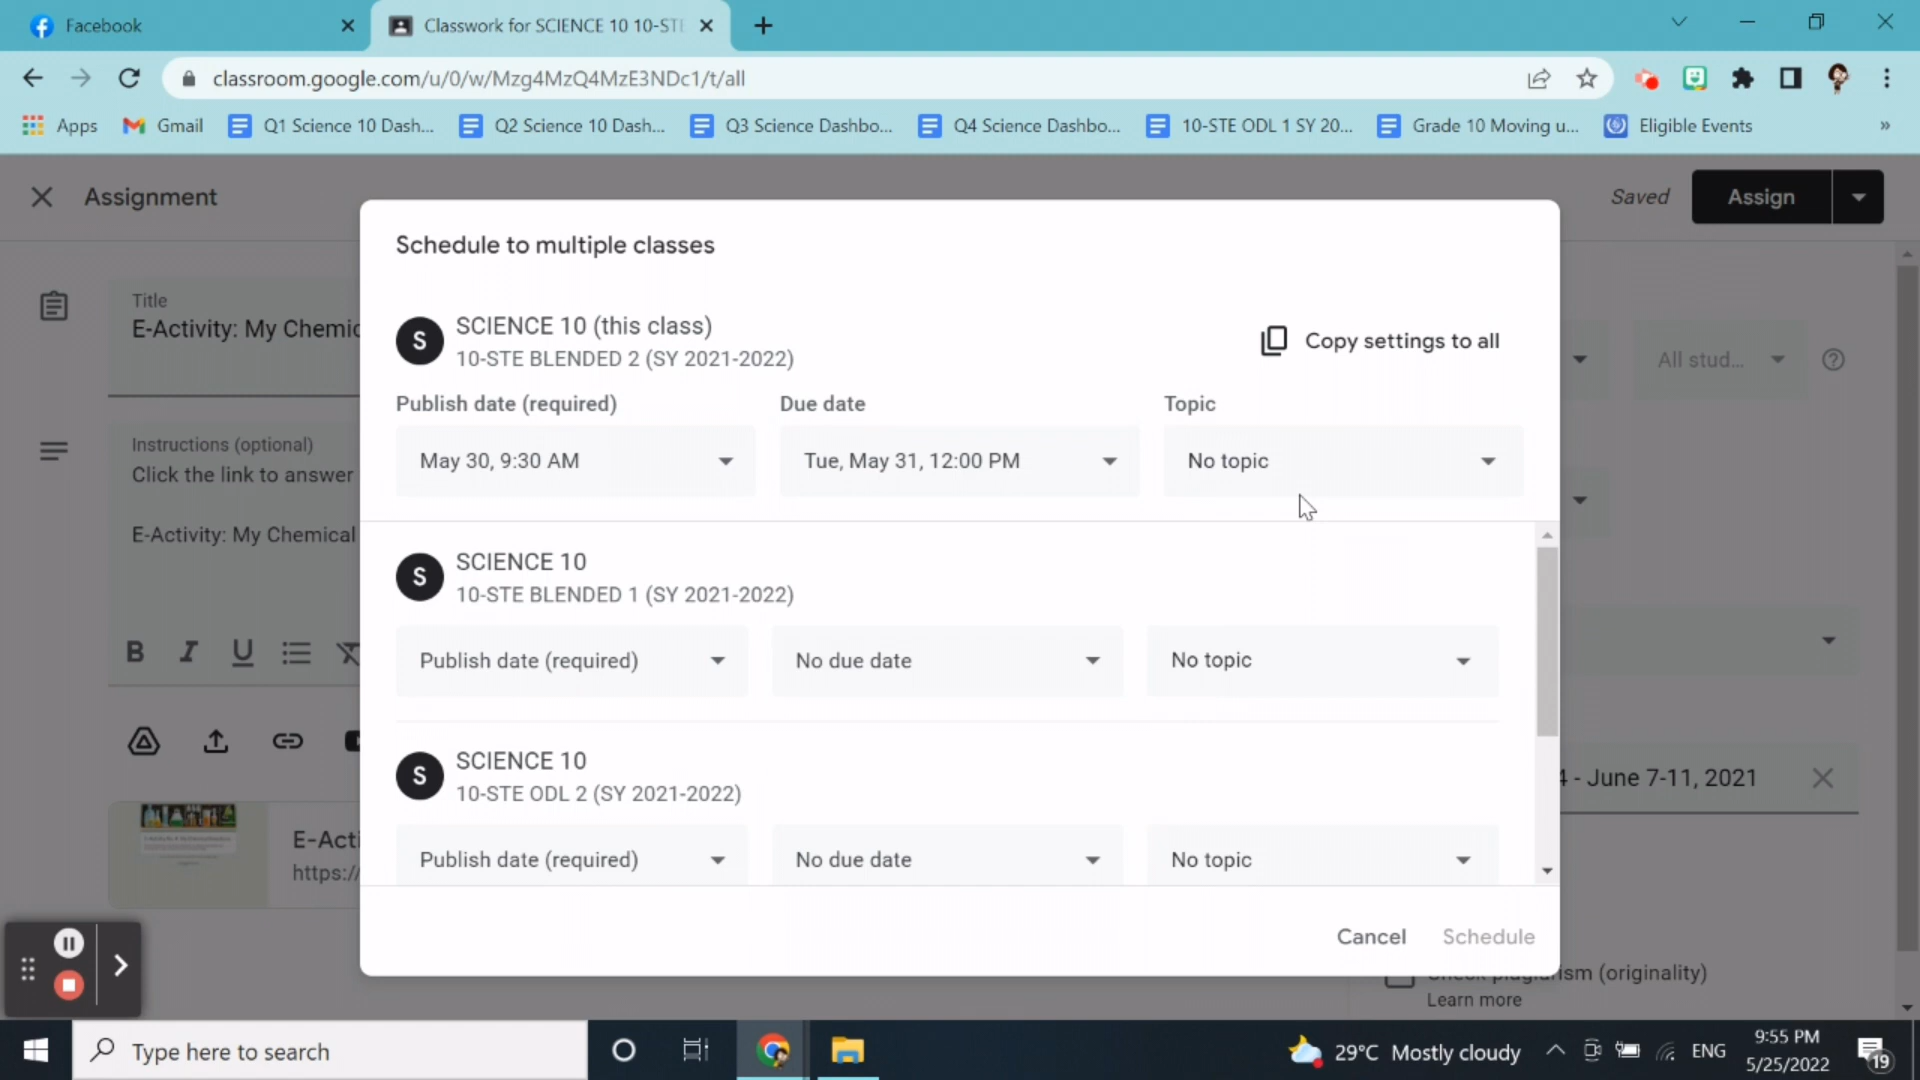 Facebook
Classwork for SCIENCE 10 10-STE
classroom.google.com/u/0/w/Mzg4MzQ4MzE3NDc1/t/all
Apps
Gmail
Q1 Science 10 Dash...
Q2 Science 10 Dash...
Q3 Science Dashbo...
Q4 Science Dashbo...
10-STE ODL 1 SY 20...
Grade 10 Moving u...
Eligible Events
»
Assignment
Saved
Assign
Title
E-Activity: My Chemic
Instructions (optional)
Click the link to answer
E-Activity: My Chemical
B I U
E-Acti
https:/
All stud...
4 - June 7-11, 2021
Schedule to multiple classes
S
SCIENCE 10 (this class)
10-STE BLENDED 2 (SY 2021-2022)
Copy settings to all
Publish date (required)
Due date
Topic
May 30, 9:30 AM
Tue, May 31, 12:00 PM
No topic
S
SCIENCE 10
10-STE BLENDED 1 (SY 2021-2022)
Publish date (required)
No due date
No topic
S
SCIENCE 10
10-STE ODL 2 (SY 2021-2022)
Publish date (required)
No due date
No topic
Cancel
Schedule
Check plagiarism (originality)
Learn more
Type here to search
29°C Mostly cloudy
ENG
9:55 PM
5/25/2022
19